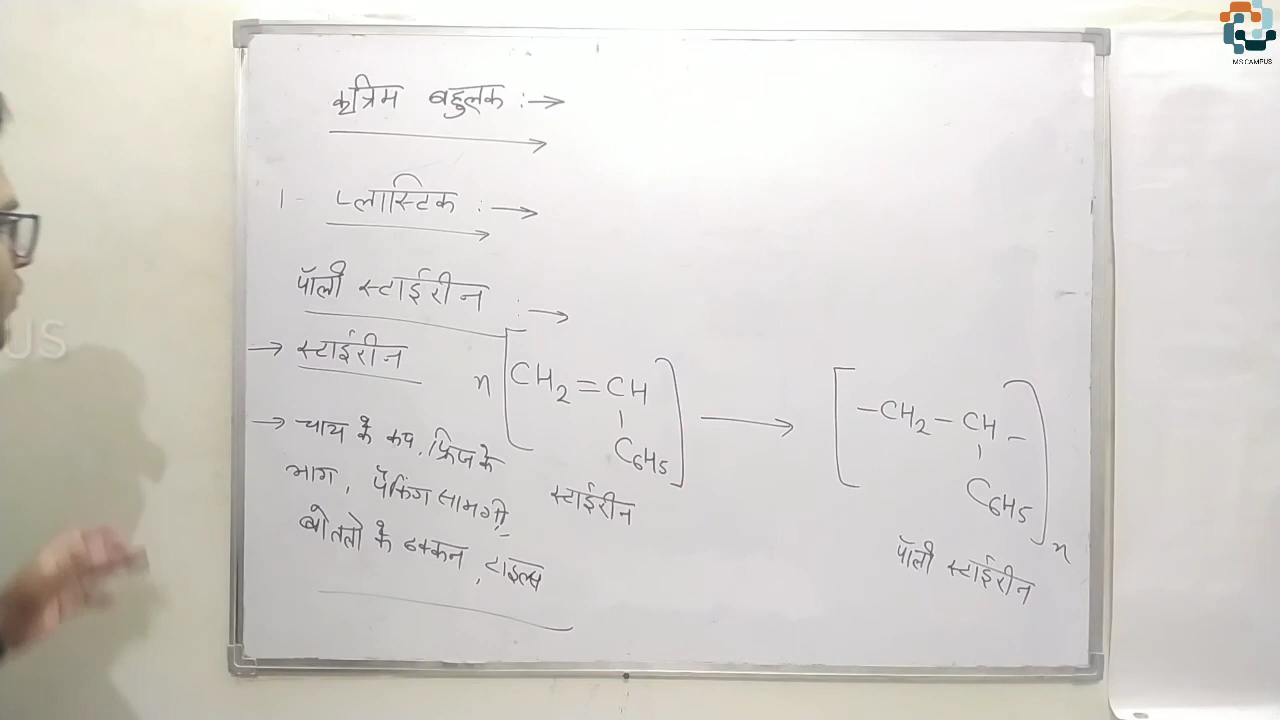 कृत्रिम बहुलक :→
1- प्लास्टिक :→
पॉली स्टाईरीन :→
→ स्टाईरीन
n[CH2=CH
C6H5]
स्टाईरीन
→
[-CH2-CH-
C6H5]n
पॉली स्टाईरीन
→ चाय के कप, फ्रिज के
भाग, पैकिंग सामग्री,
बोतलो के ढक्कन, टाइल्स
MS CAMPUS
US